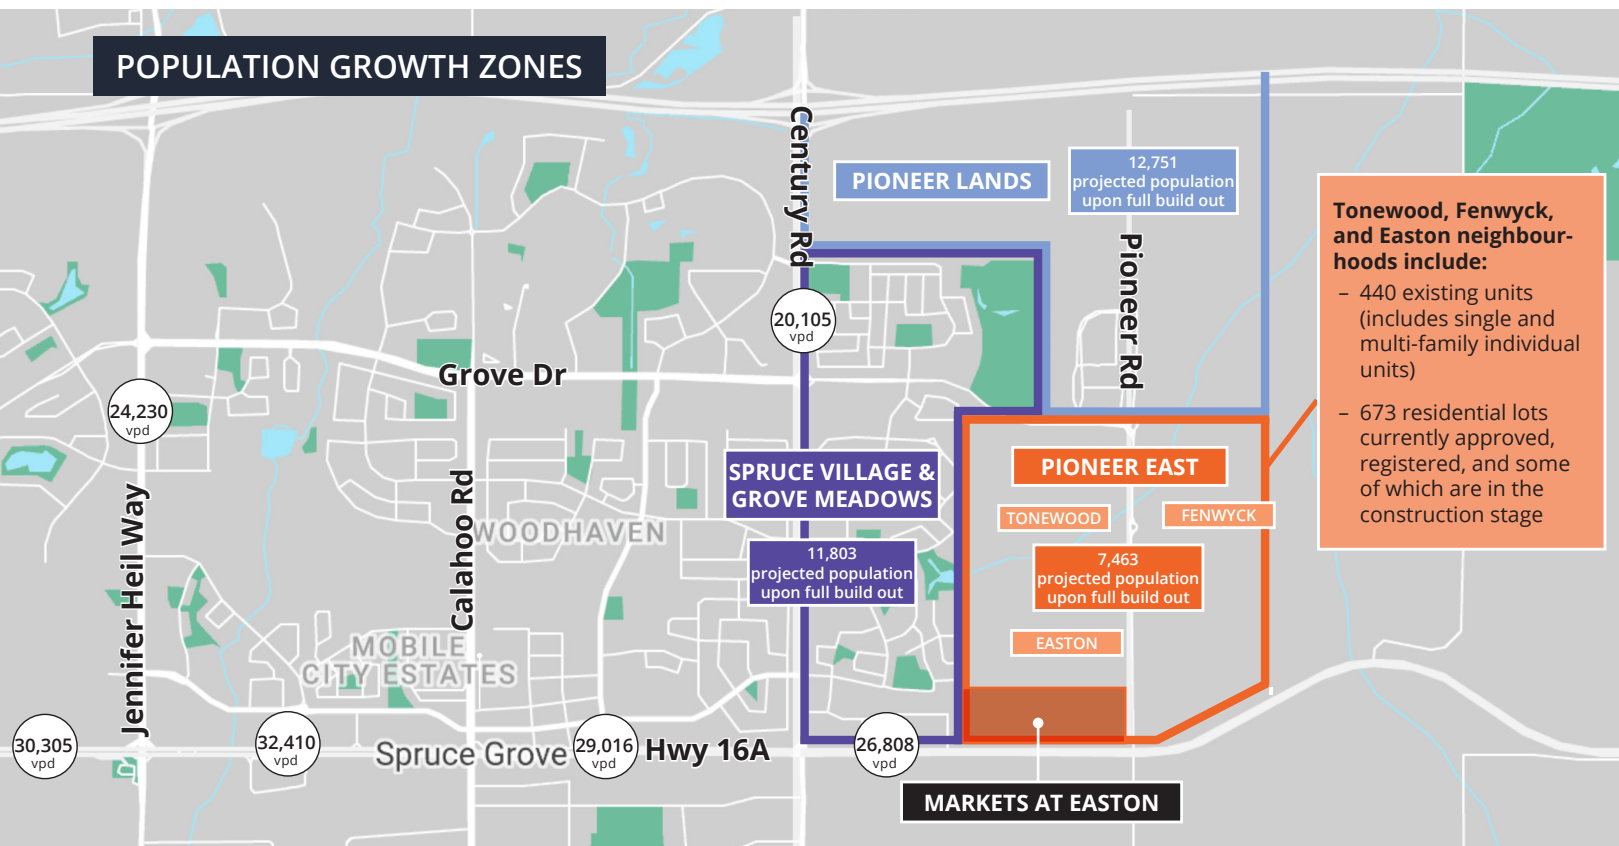 POPULATION GROWTH ZONES
Century Rd
PIONEER LANDS
12,751
projected population
upon full build out
Pioneer Rd
Tonewood, Fenwyck,
and Easton neighbour-
hoods include:
– 440 existing units
(includes single and
multi-family individual
units)
– 673 residential lots
currently approved,
registered, and some
of which are in the
construction stage
20,105
vpd
Grove Dr
24,230
vpd
SPRUCE VILLAGE &
GROVE MEADOWS
PIONEER EAST
TONEWOOD
FENWYCK
Calahoo Rd
WOODHAVEN
Jennifer Heil Way
11,803
projected population
upon full build out
7,463
projected population
upon full build out
EASTON
MOBILE
CITY ESTATES
30,305
vpd
32,410
vpd
Spruce Grove
29,016
vpd
Hwy 16A
26,808
vpd
MARKETS AT EASTON